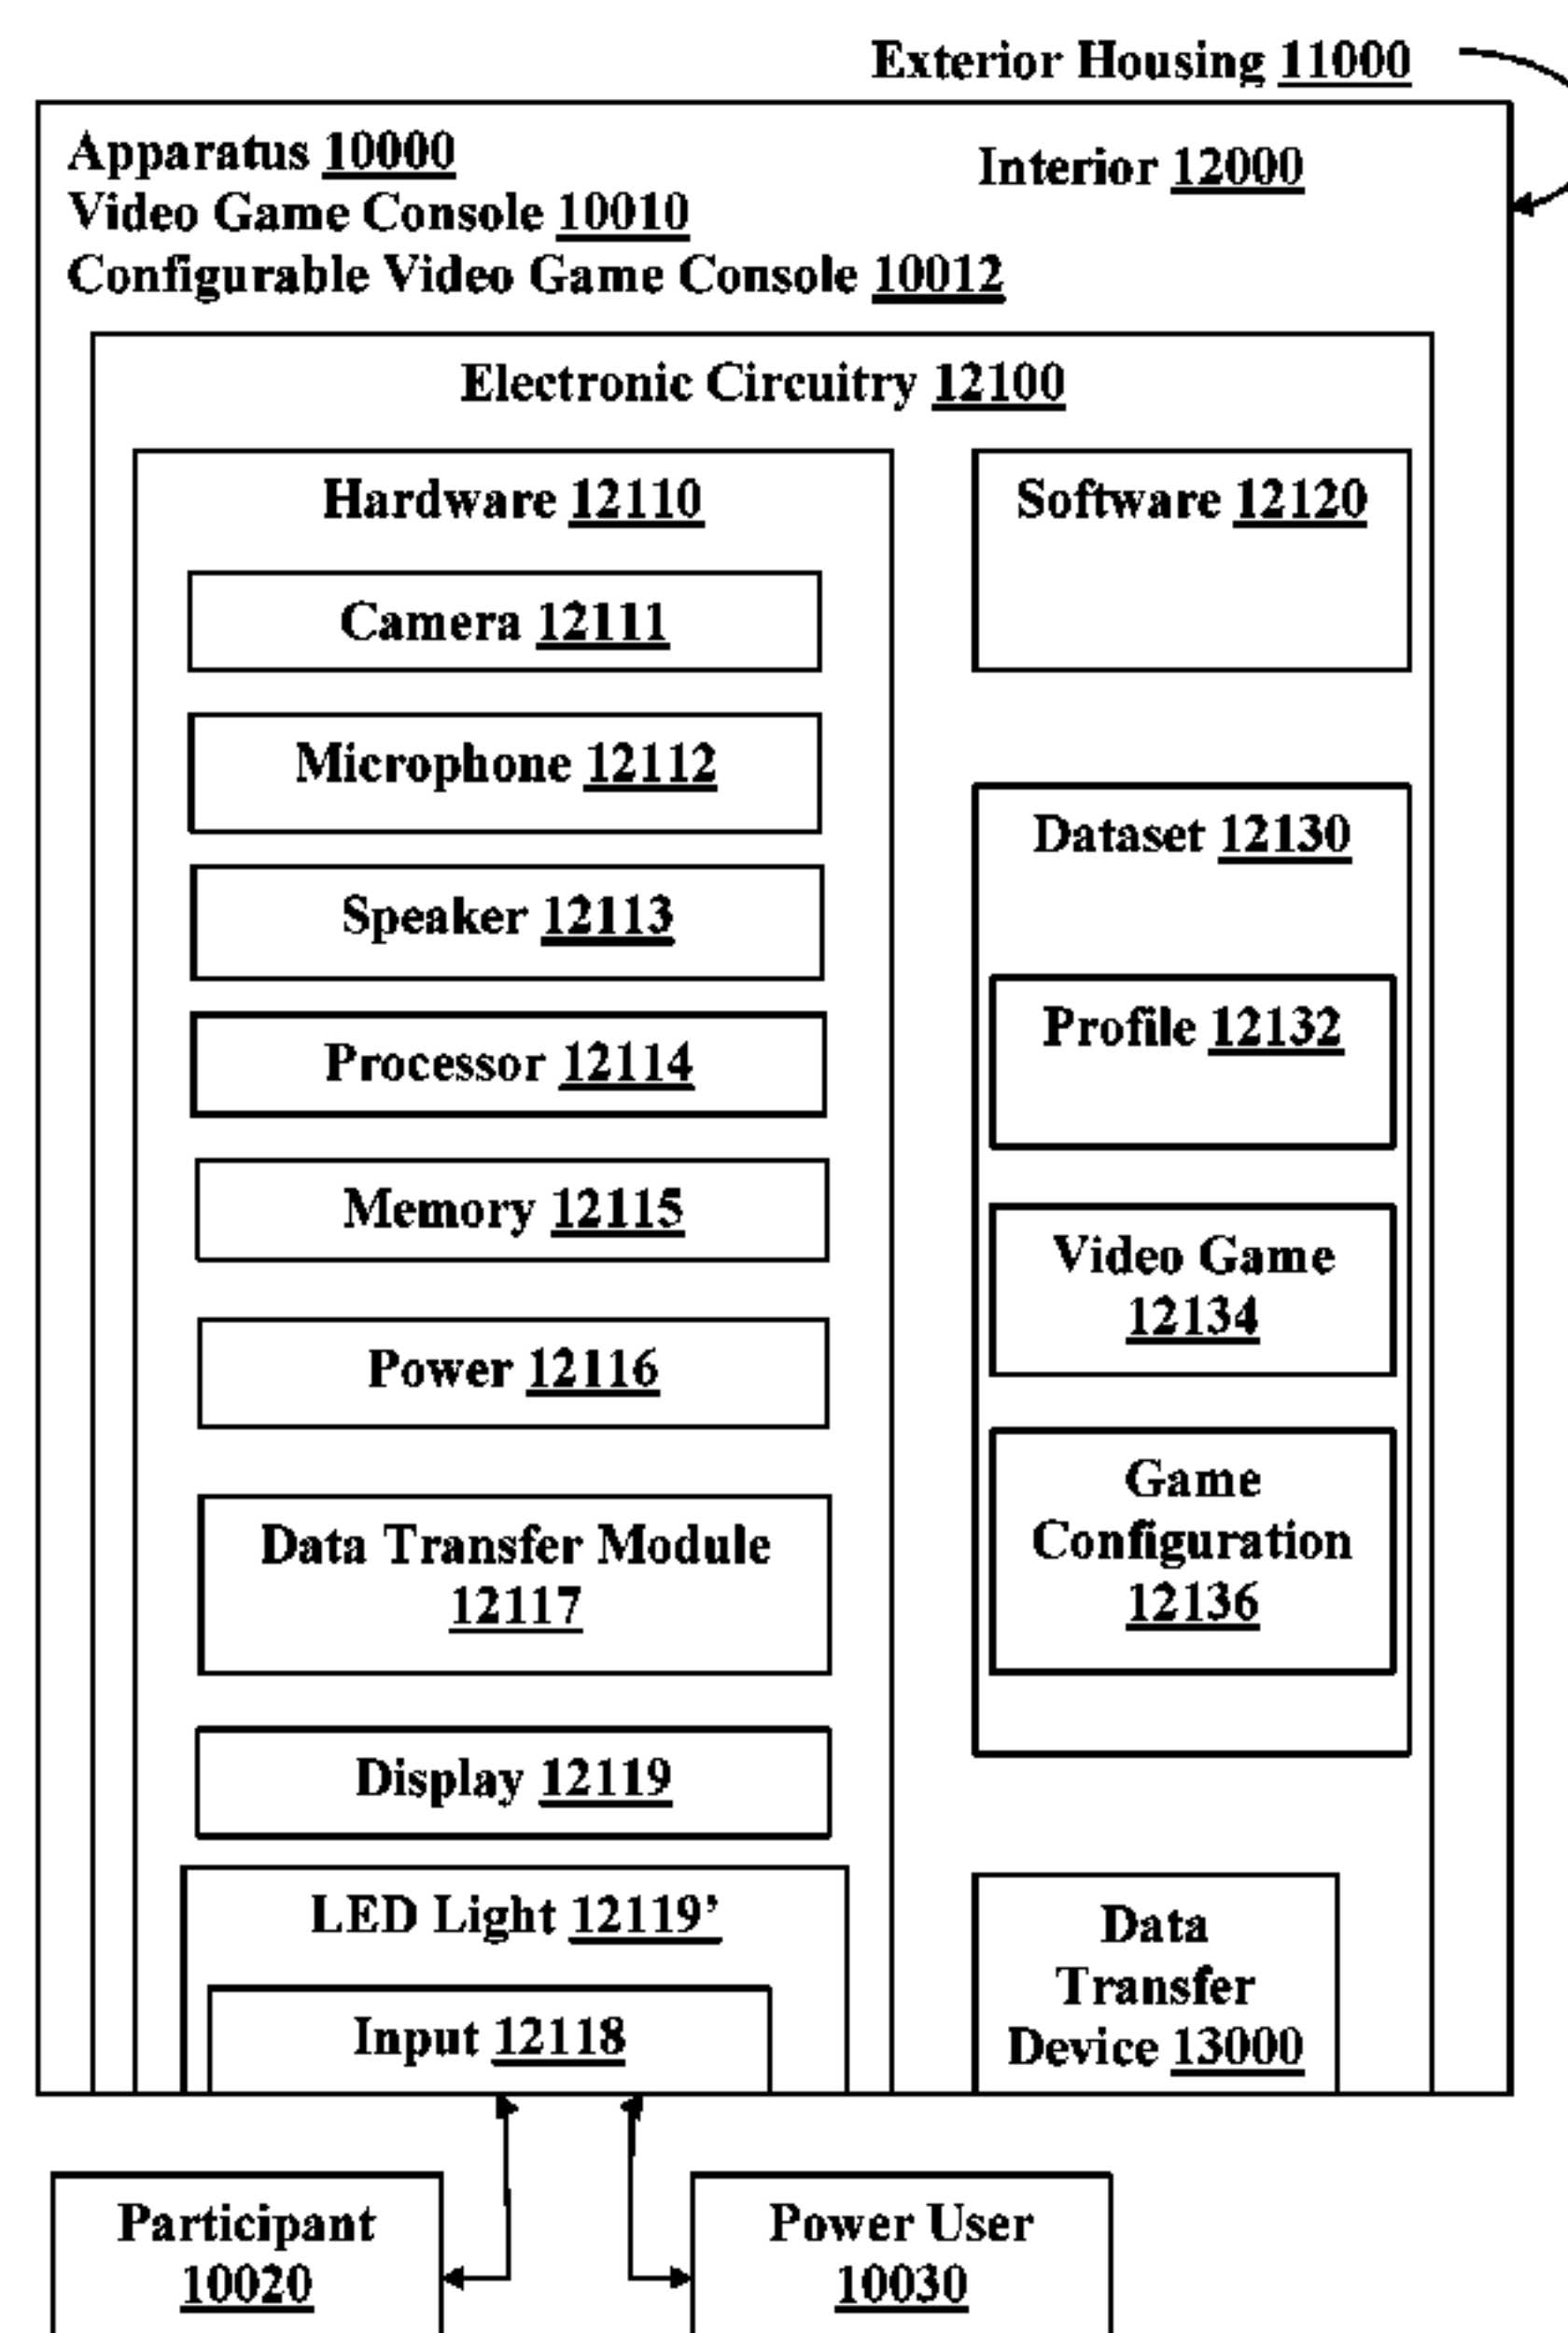 Exterior Housing 11000
Apparatus 10000
Interior 12000
Video Game Console 10010
Configurable Video Game Console 10012
Electronic Circuitry 12100
Hardware 12110
Camera 12111
Microphone 12112
Speaker 12113
Processor 12114
Memory 12115
Power 12116
Data Transfer Module
12117
Display 12119
LED Light 12119’
Input 12118
Software 12120
Dataset 12130
Profile 12132
Video Game
12134
Game
Configuration
12136
Data
Transfer
Device 13000
Participant
10020
Power User
10030